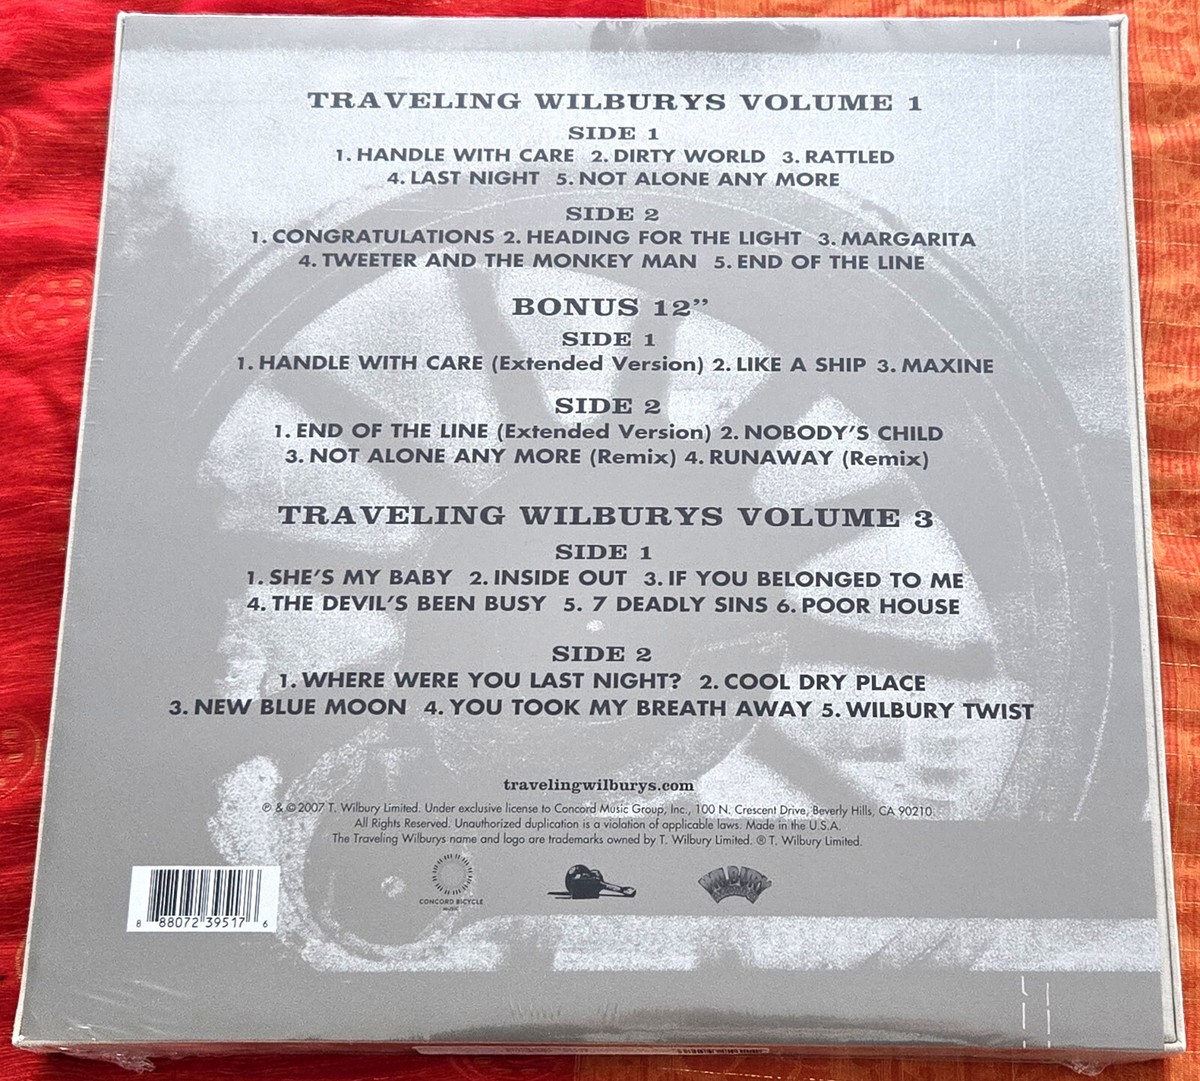 TRAVELING WILBURYS VOLUME 1
SIDE 1
1. HANDLE WITH CARE 2. DIRTY WORLD 3. RATTLED
4. LAST NIGHT 5. NOT ALONE ANY MORE
SIDE 2
1. CONGRATULATIONS 2. HEADING FOR THE LIGHT 3. MARGARITA
4. TWEETER AND THE MONKEY MAN 5. END OF THE LINE
BONUS 12”
SIDE 1
1. HANDLE WITH CARE (Extended Version) 2. LIKE A SHIP 3. MAXINE
SIDE 2
1. END OF THE LINE (Extended Version) 2. NOBODY'S CHILD
3. NOT ALONE ANY MORE (Remix) 4. RUNAWAY (Remix)
TRAVELING WILBURYS VOLUME 3
SIDE 1
1. SHE'S MY BABY 2. INSIDE OUT 3. IF YOU BELONGED TO ME
4. THE DEVIL'S BEEN BUSY 5. 7 DEADLY SINS 6. POOR HOUSE
SIDE 2
1. WHERE WERE YOU LAST NIGHT? 2. COOL DRY PLACE
3. NEW BLUE MOON 4. YOU TOOK MY BREATH AWAY 5. WILBURY TWIST
travelingwilburys.com
℗ & © 2007 T. Wilbury Limited. Under exclusive license to Concord Music Group, Inc., 100 N. Crescent Drive, Beverly Hills, CA 90210
All Rights Reserved. Unauthorized duplication is a violation of applicable laws. Made in the U.S.A.
The Traveling Wilburys name and logo are trademarks owned by T. Wilbury Limited. ® T. Wilbury Limited.
CONCORD BICYCLE
MUSIC
WILBURY
8 88072 39517 6